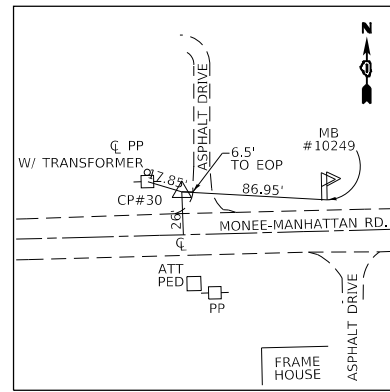 N
ASPHALT DRIVE
℄ PP
W/ TRANSFORMER
6.5'
TO EOP
MB
#10249
17.85'
86.95'
CP#30
26'
MONEE-MANHATTAN RD.
℄
ATT
PED
PP
ASPHALT DRIVE
FRAME
HOUSE